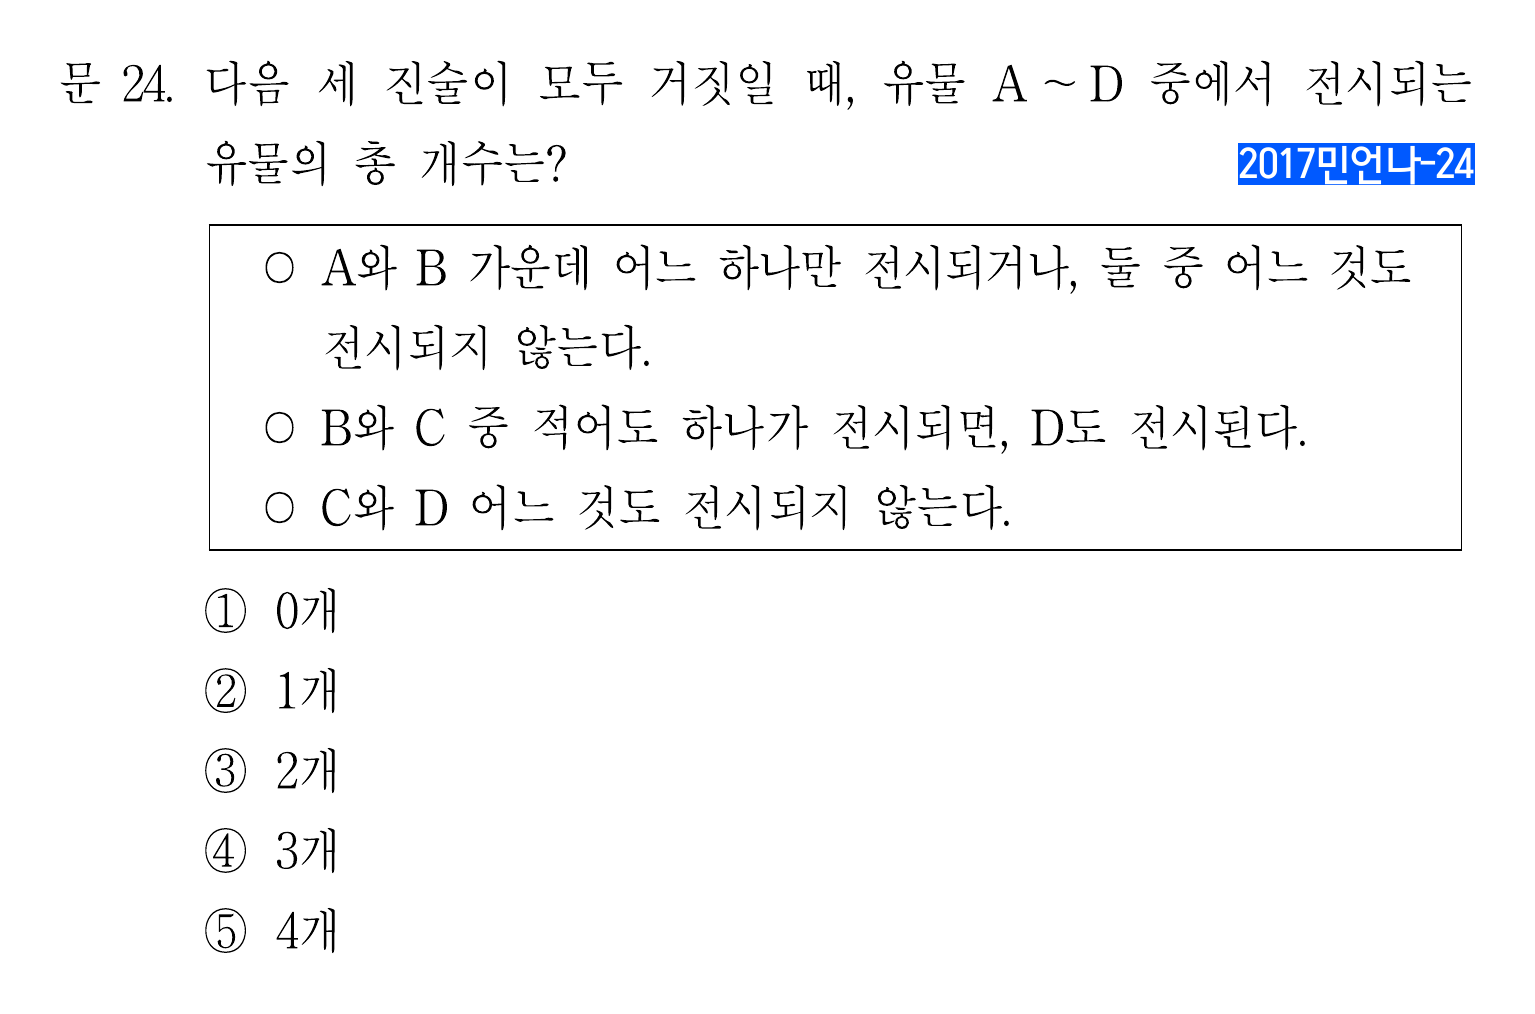 문 24. 다음 세 진술이 모두 거짓일 때, 유물 A ~ D 중에서 전시되는
유물의 총 개수는?
2017민언나-24
○ A와 B 가운데 어느 하나만 전시되거나, 둘 중 어느 것도
전시되지 않는다.
○ B와 C 중 적어도 하나가 전시되면, D도 전시된다.
○ C와 D 어느 것도 전시되지 않는다.
① 0개
② 1개
③ 2개
④ 3개
⑤ 4개